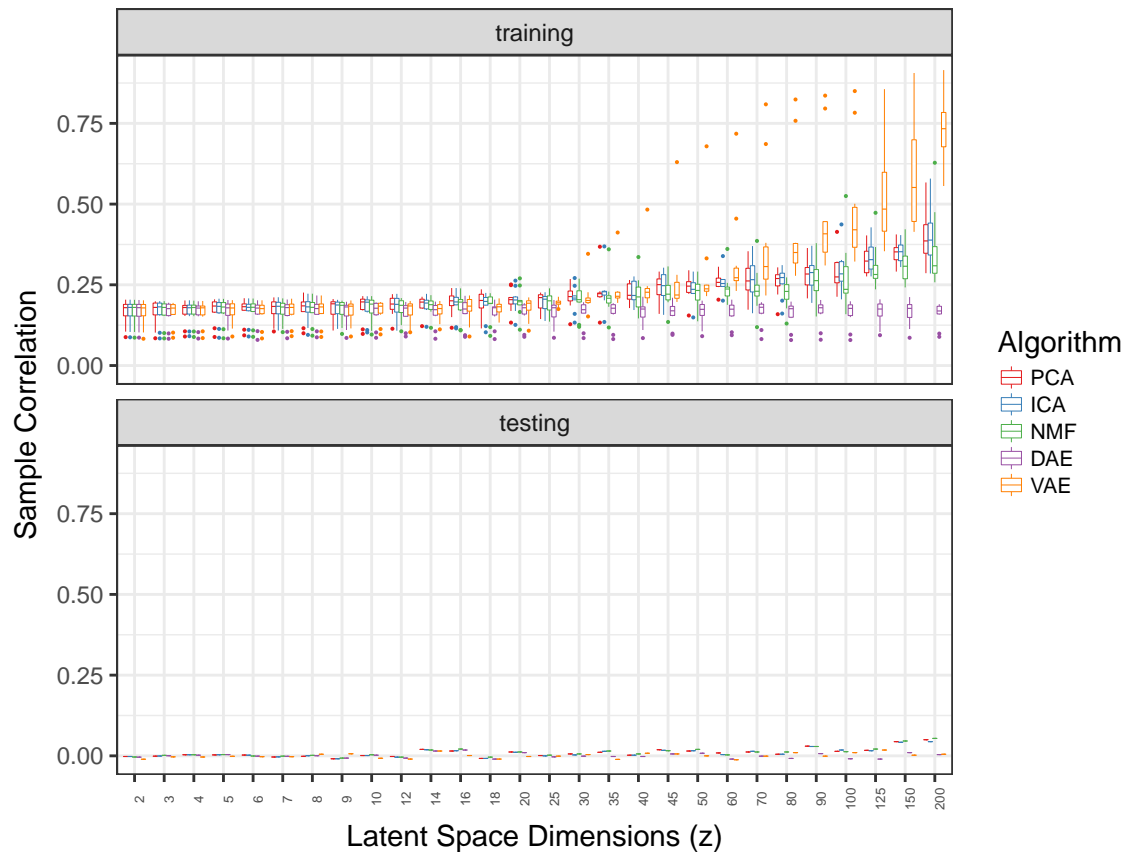 training
0.75
0.50
0.25
0.00
testing
0.75
0.50
0.25
0.00
Sample Correlation
2 3 4 5 6 7 8 9 10 12 14 16 18 20 25 30 35 40 45 50 60 70 80 90 100 125 150 200
Latent Space Dimensions (z)
Algorithm
PCA
ICA
NMF
DAE
VAE